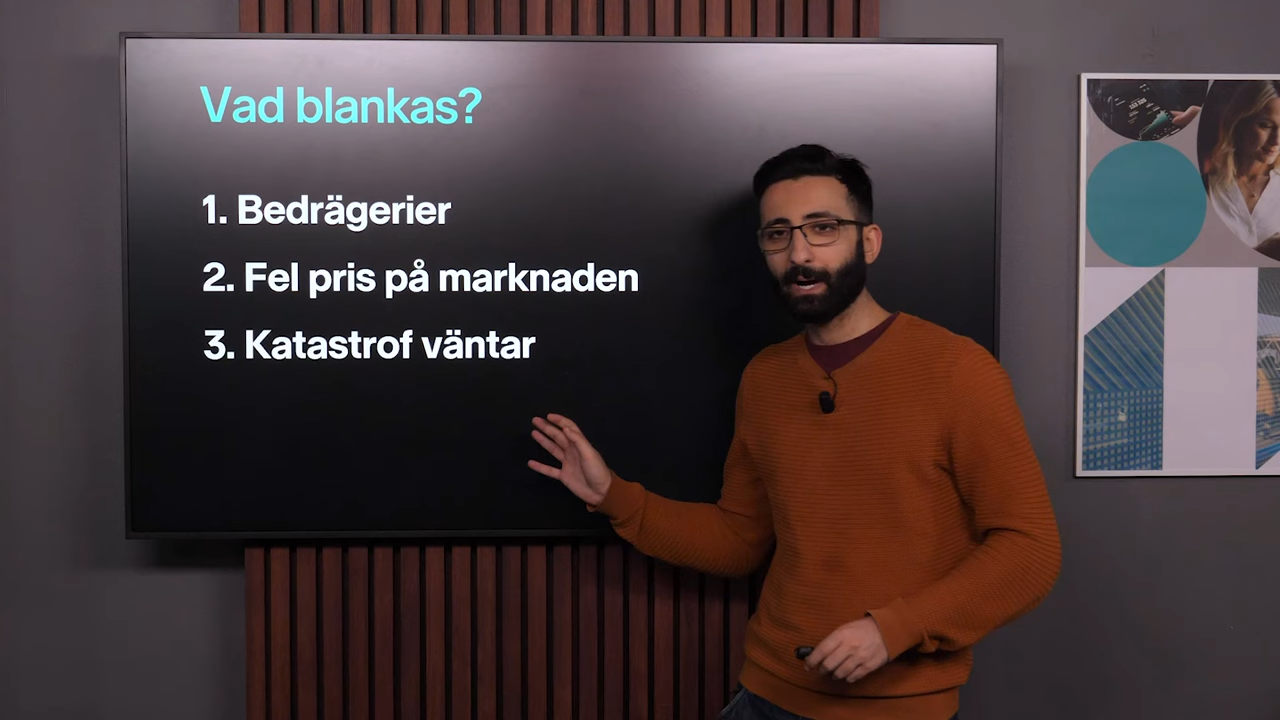 Vad blankas?
1. Bedrägerier
2. Fel pris på marknaden
3. Katastrof väntar